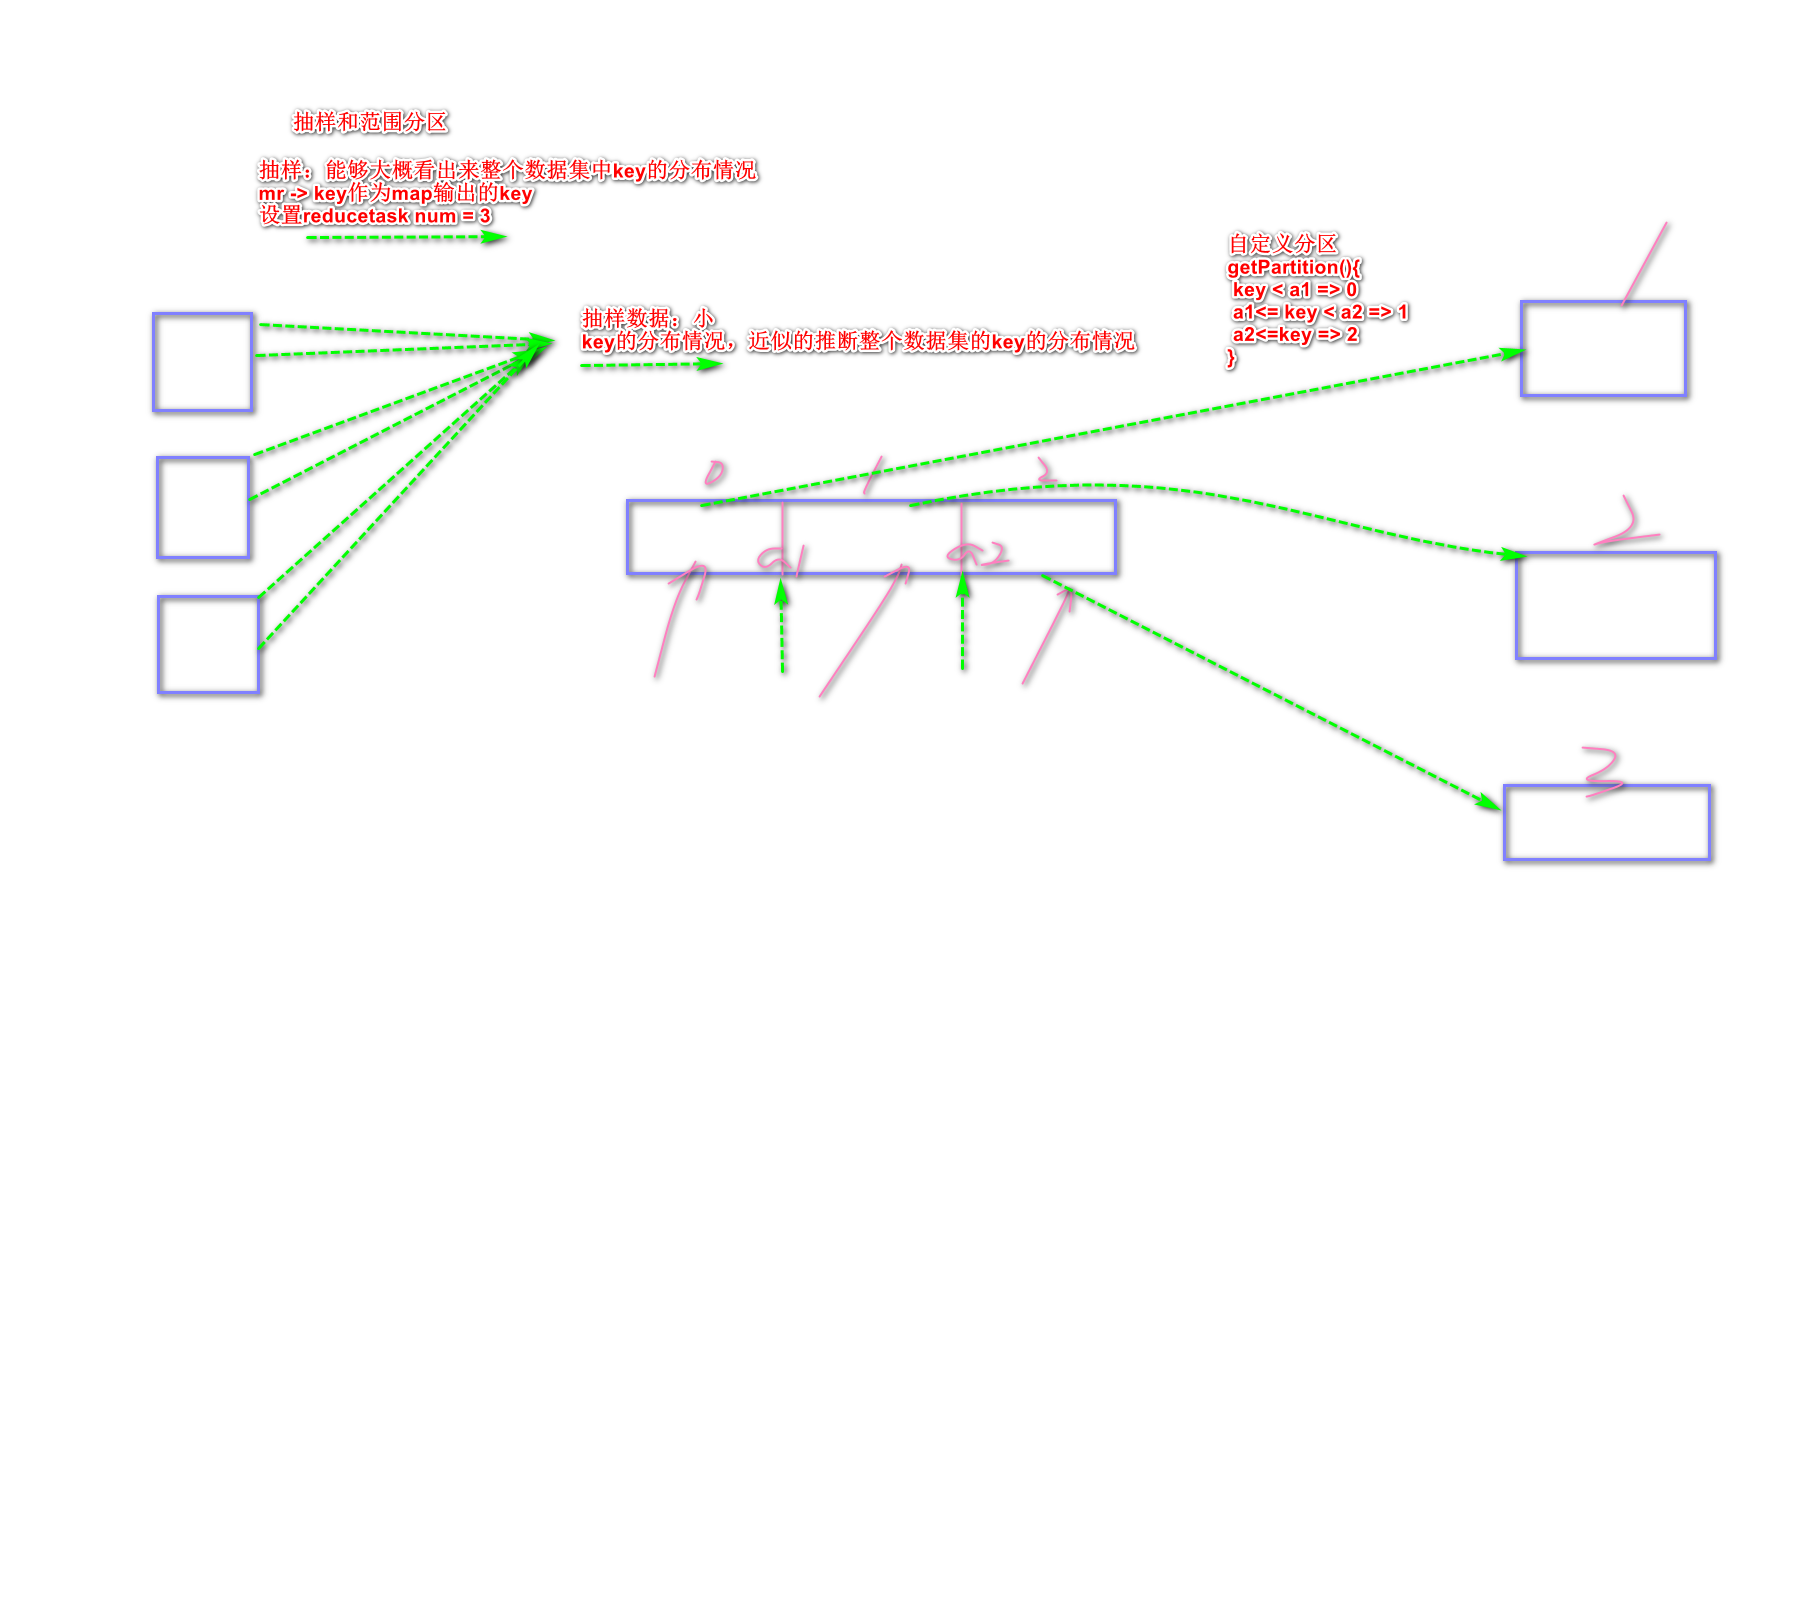 抽样和范围分区
抽样：能够大概看出来整个数据集中key的分布情况
mr -> key作为map输出的key
设置reducetask num = 3
自定义分区
getPartition(){
key < a1 => 0
a1<= key < a2 => 1
a2<=key => 2
}
抽样数据：小
key的分布情况，近似的推断整个数据集的key的分布情况
0 1 2
a1 a2
1
2
3